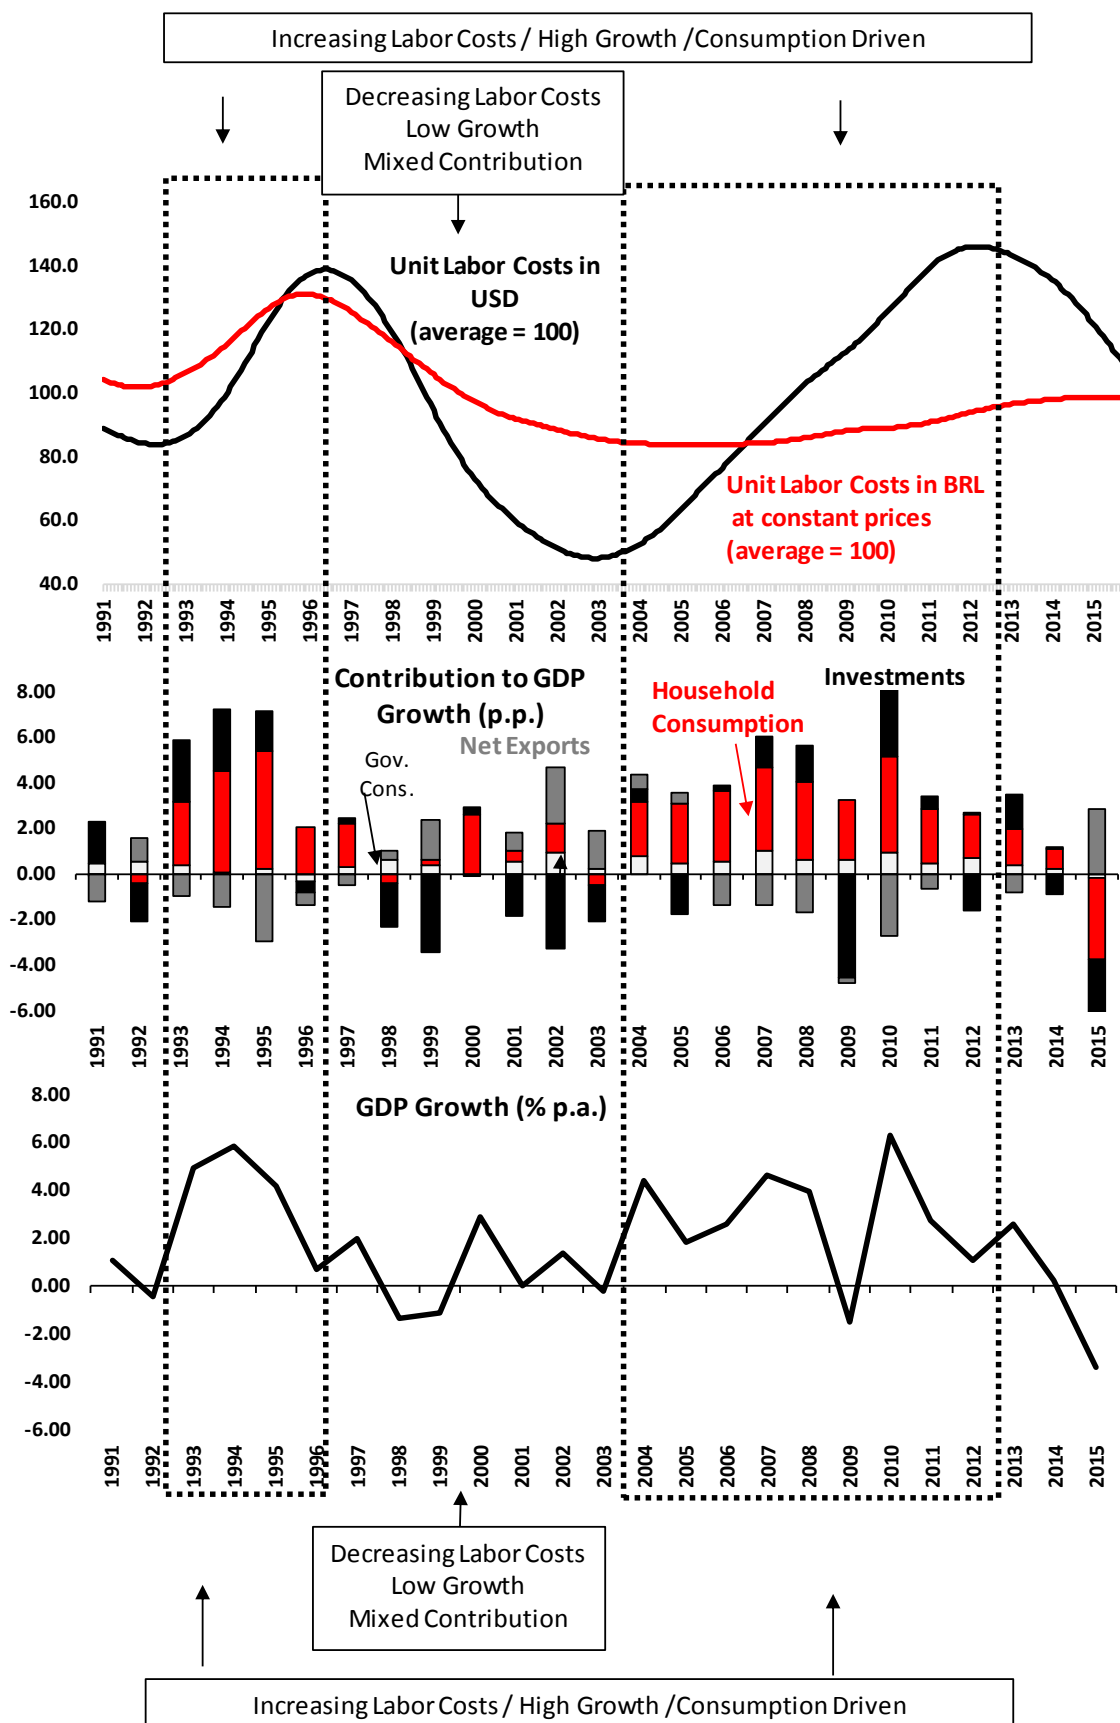 Increasing Labor Costs / High Growth /Consumption Driven
Decreasing Labor Costs
Low Growth
Mixed Contribution
160.0
140.0
120.0
100.0
80.0
60.0
40.0
Unit Labor Costs in
USD
(average = 100)
Unit Labor Costs in BRL
at constant prices
(average = 100)
1991 1992 1993 1994 1995 1996 1997 1998 1999 2000 2001 2002 2003 2004 2005 2006 2007 2008 2009 2010 2011 2012 2013 2014 2015
8.00
6.00
4.00
2.00
0.00
-2.00
-4.00
-6.00
Contribution to GDP
Growth (p.p.)
Net Exports
Gov.
Cons.
Household
Consumption
Investments
1991 1992 1993 1994 1995 1996 1997 1998 1999 2000 2001 2002 2003 2004 2005 2006 2007 2008 2009 2010 2011 2012 2013 2014 2015
8.00
6.00
4.00
2.00
0.00
-2.00
-4.00
-6.00
GDP Growth (% p.a.)
1991 1992 1993 1994 1995 1996 1997 1998 1999 2000 2001 2002 2003 2004 2005 2006 2007 2008 2009 2010 2011 2012 2013 2014 2015
Decreasing Labor Costs
Low Growth
Mixed Contribution
Increasing Labor Costs / High Growth /Consumption Driven